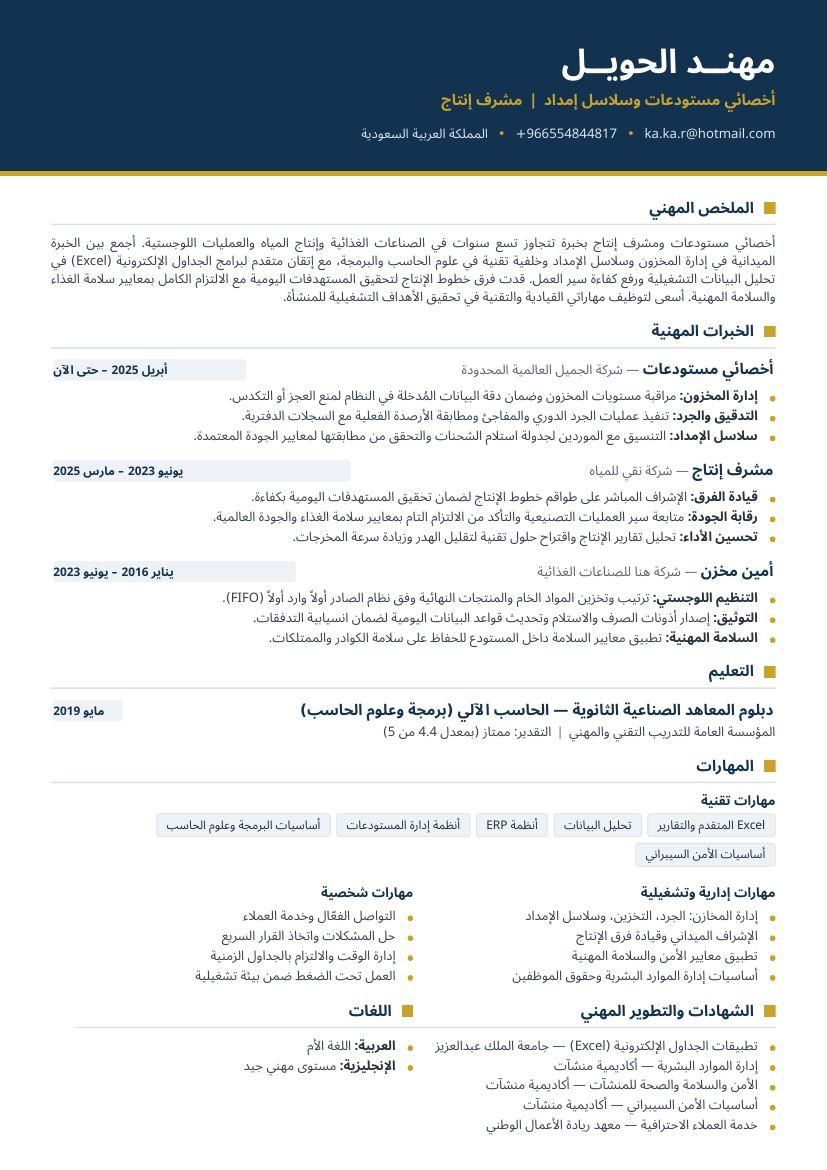 مهنــد الحويــل
أخصائي مستودعات وسلاسل إمداد | مشرف إنتاج
ka.ka.r@hotmail.com • +966554844817 • المملكة العربية السعودية
الملخص المهني
أخصائي مستودعات ومشرف إنتاج بخبرة تتجاوز تسع سنوات في الصناعات الغذائية وإنتاج المياه والعمليات اللوجستية. أجمع بين الخبرة
الميدانية في إدارة المخزون وسلاسل الإمداد وخلفية تقنية في علوم الحاسب والبرمجة، مع إتقان متقدم لبرامج الجداول الإلكترونية (Excel) في
تحليل البيانات التشغيلية ورفع كفاءة سير العمل. قدت فرق خطوط الإنتاج لتحقيق المستهدفات اليومية مع الالتزام الكامل بمعايير سلامة الغذاء
والسلامة المهنية. أسعى لتوظيف مهاراتي القيادية والتقنية في تحقيق الأهداف التشغيلية للمنشأة.
الخبرات المهنية
أخصائي مستودعات — شركة الجميل العالمية المحدودة أبريل 2025 – حتى الآن
• إدارة المخزون: مراقبة مستويات المخزون وضمان دقة البيانات المُدخلة في النظام لمنع العجز أو التكدس.
• التدقيق والجرد: تنفيذ عمليات الجرد الدوري والمفاجئ ومطابقة الأرصدة الفعلية مع السجلات الدفترية.
• سلاسل الإمداد: التنسيق مع الموردين لجدولة استلام الشحنات والتحقق من مطابقتها لمعايير الجودة المعتمدة.
مشرف إنتاج — شركة نقي للمياه يونيو 2023 – مارس 2025
• قيادة الفرق: الإشراف المباشر على طواقم خطوط الإنتاج لضمان تحقيق المستهدفات اليومية بكفاءة.
• رقابة الجودة: متابعة سير العمليات التصنيعية والتأكد من الالتزام التام بمعايير سلامة الغذاء والجودة العالمية.
• تحسين الأداء: تحليل تقارير الإنتاج واقتراح حلول تقنية لتقليل الهدر وزيادة سرعة المخرجات.
أمين مخزن — شركة هنا للصناعات الغذائية يناير 2016 – يونيو 2023
• التنظيم اللوجستي: ترتيب وتخزين المواد الخام والمنتجات النهائية وفق نظام الصادر أولاً وارد أولاً (FIFO).
• التوثيق: إصدار أذونات الصرف والاستلام وتحديث قواعد البيانات اليومية لضمان انسيابية التدفقات.
• السلامة المهنية: تطبيق معايير السلامة داخل المستودع للحفاظ على سلامة الكوادر والممتلكات.
التعليم
دبلوم المعاهد الصناعية الثانوية — الحاسب الآلي (برمجة وعلوم الحاسب) مايو 2019
المؤسسة العامة للتدريب التقني والمهني | التقدير: ممتاز (بمعدل 4.4 من 5)
المهارات
مهارات تقنية
Excel المتقدم والتقارير تحليل البيانات أنظمة ERP أنظمة إدارة المستودعات أساسيات البرمجة وعلوم الحاسب
أساسيات الأمن السيبراني
مهارات إدارية وتشغيلية
• إدارة المخازن: الجرد، التخزين، وسلاسل الإمداد
• الإشراف الميداني وقيادة فرق الإنتاج
• تطبيق معايير الأمن والسلامة المهنية
• أساسيات إدارة الموارد البشرية وحقوق الموظفين
مهارات شخصية
• التواصل الفعّال وخدمة العملاء
• حل المشكلات واتخاذ القرار السريع
• إدارة الوقت والالتزام بالجداول الزمنية
• العمل تحت الضغط ضمن بيئة تشغيلية
الشهادات والتطوير المهني
• تطبيقات الجداول الإلكترونية (Excel) — جامعة الملك عبدالعزيز
• إدارة الموارد البشرية — أكاديمية منشآت
• الأمن والسلامة والصحة للمنشآت — أكاديمية منشآت
• أساسيات الأمن السيبراني — أكاديمية منشآت
• خدمة العملاء الاحترافية — معهد ريادة الأعمال الوطني
اللغات
• العربية: اللغة الأم
• الإنجليزية: مستوى مهني جيد